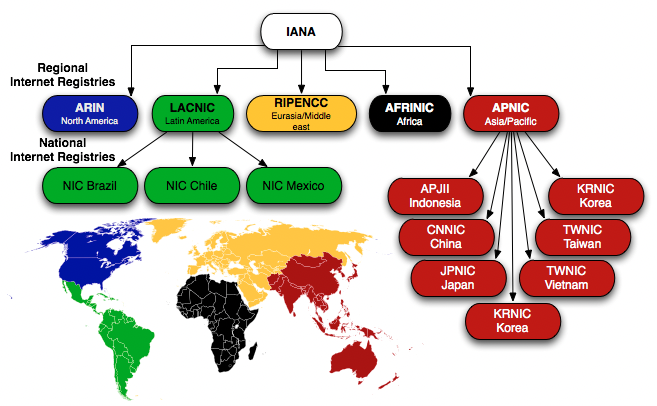 IANA
Regional
Internet Registries
ARIN
North America
LACNIC
Latin America
RIPENCC
Eurasia/Middle
east
AFRINIC
Africa
APNIC
Asia/Pacific
National
Internet Registries
NIC Brazil
NIC Chile
NIC Mexico
APJII
Indonesia
KRNIC
Korea
CNNIC
China
TWNIC
Taiwan
JPNIC
Japan
TWNIC
Vietnam
KRNIC
Korea